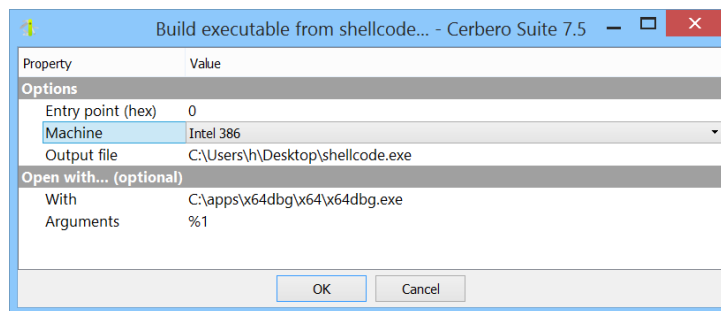 Build executable from shellcode... - Cerbero Suite 7.5
Property Value
Options
Entry point (hex) 0
Machine Intel 386
Output file C:\Users\h\Desktop\shellcode.exe
Open with... (optional)
With C:\apps\x64dbg\x64\x64dbg.exe
Arguments %1
OK Cancel